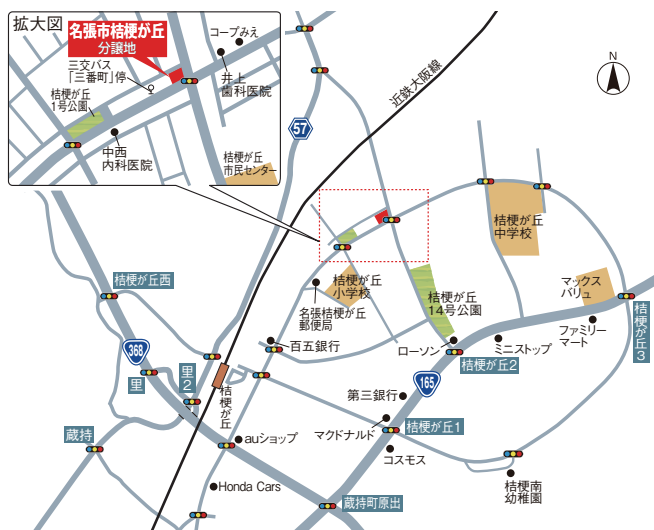 拡大図
名張市桔梗が丘
分譲地
コープみえ
三交バス
「三番町」停
井上
歯科医院
桔梗が丘
1号公園
中西
内科医院
桔梗が丘
市民センター
57
近鉄大阪線
N
桔梗が丘
中学校
桔梗が丘
小学校
桔梗が丘
14号公園
マックス
バリュ
桔梗が丘西
名張桔梗が丘
郵便局
桔梗が丘3
ファミリー
マート
ミニストップ
ローソン
桔梗が丘2
百五銀行
368
里
里2
桔梗が丘
165
第三銀行
マクドナルド
桔梗が丘1
蔵持
auショップ
コスモス
桔梗南
幼稚園
Honda Cars
蔵持町原出